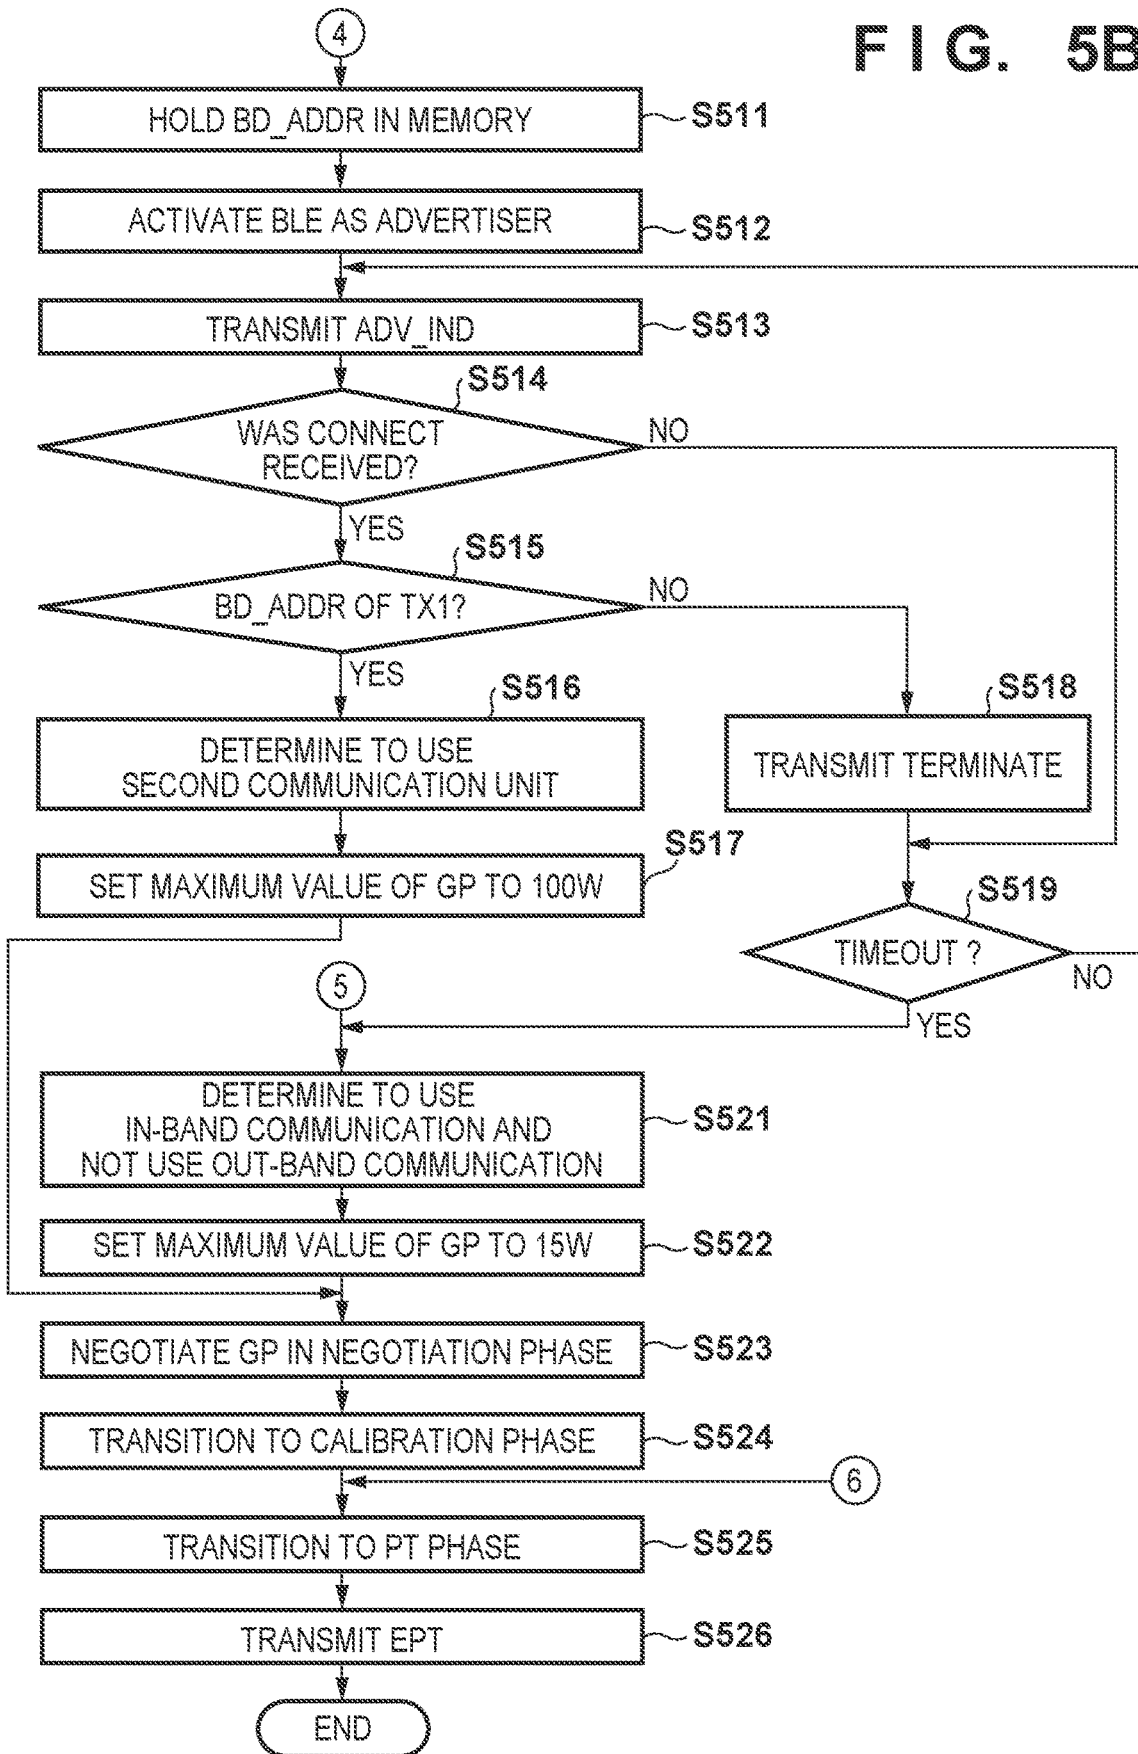 FIG. 5B
4
HOLD BD_ADDR IN MEMORY
S511
ACTIVATE BLE AS ADVERTISER
S512
TRANSMIT ADV_IND
S513
S514
WAS CONNECT
RECEIVED?
NO
YES
S515
BD_ADDR OF TX1?
NO
YES
S516
DETERMINE TO USE
SECOND COMMUNICATION UNIT
S518
TRANSMIT TERMINATE
S517
SET MAXIMUM VALUE OF GP TO 100W
S519
TIMEOUT ?
NO
YES
5
DETERMINE TO USE
IN-BAND COMMUNICATION AND
NOT USE OUT-BAND COMMUNICATION
S521
SET MAXIMUM VALUE OF GP TO 15W
S522
NEGOTIATE GP IN NEGOTIATION PHASE
S523
TRANSITION TO CALIBRATION PHASE
S524
6
TRANSITION TO PT PHASE
S525
TRANSMIT EPT
S526
END